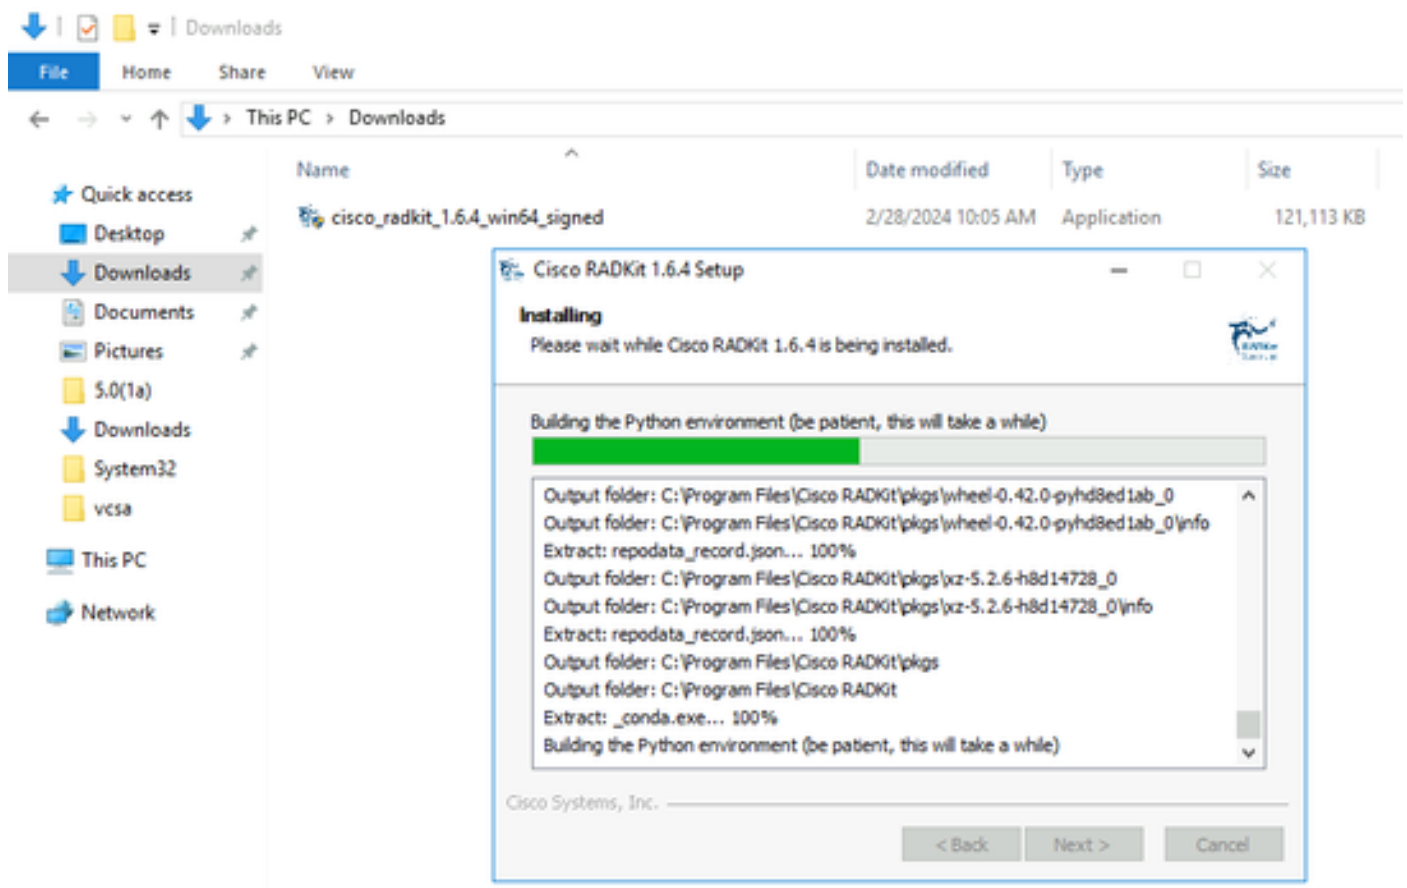 Downloads
File Home Share View
This PC > Downloads
Name Date modified Type Size
Quick access
cisco_radkit_1.6.4_win64_signed 2/28/2024 10:05 AM Application 121,113 KB
Desktop
Downloads
Documents
Pictures
5.0(1a)
Downloads
System32
vcsa
This PC
Network
Cisco RADKit 1.6.4 Setup
Installing
Please wait while Cisco RADKit 1.6.4 is being installed.
Building the Python environment (be patient, this will take a while)
Output folder: C:\Program Files\Cisco RADKit\pkgs\wheel-0.42.0-pyhd8ed1ab_0
Output folder: C:\Program Files\Cisco RADKit\pkgs\wheel-0.42.0-pyhd8ed1ab_0\info
Extract: repodata_record.json... 100%
Output folder: C:\Program Files\Cisco RADKit\pkgs\xz-5.2.6-h8d14728_0
Output folder: C:\Program Files\Cisco RADKit\pkgs\xz-5.2.6-h8d14728_0\info
Extract: repodata_record.json... 100%
Output folder: C:\Program Files\Cisco RADKit\pkgs
Output folder: C:\Program Files\Cisco RADKit
Extract: _conda.exe... 100%
Building the Python environment (be patient, this will take a while)
Cisco Systems, Inc.
< Back Next > Cancel